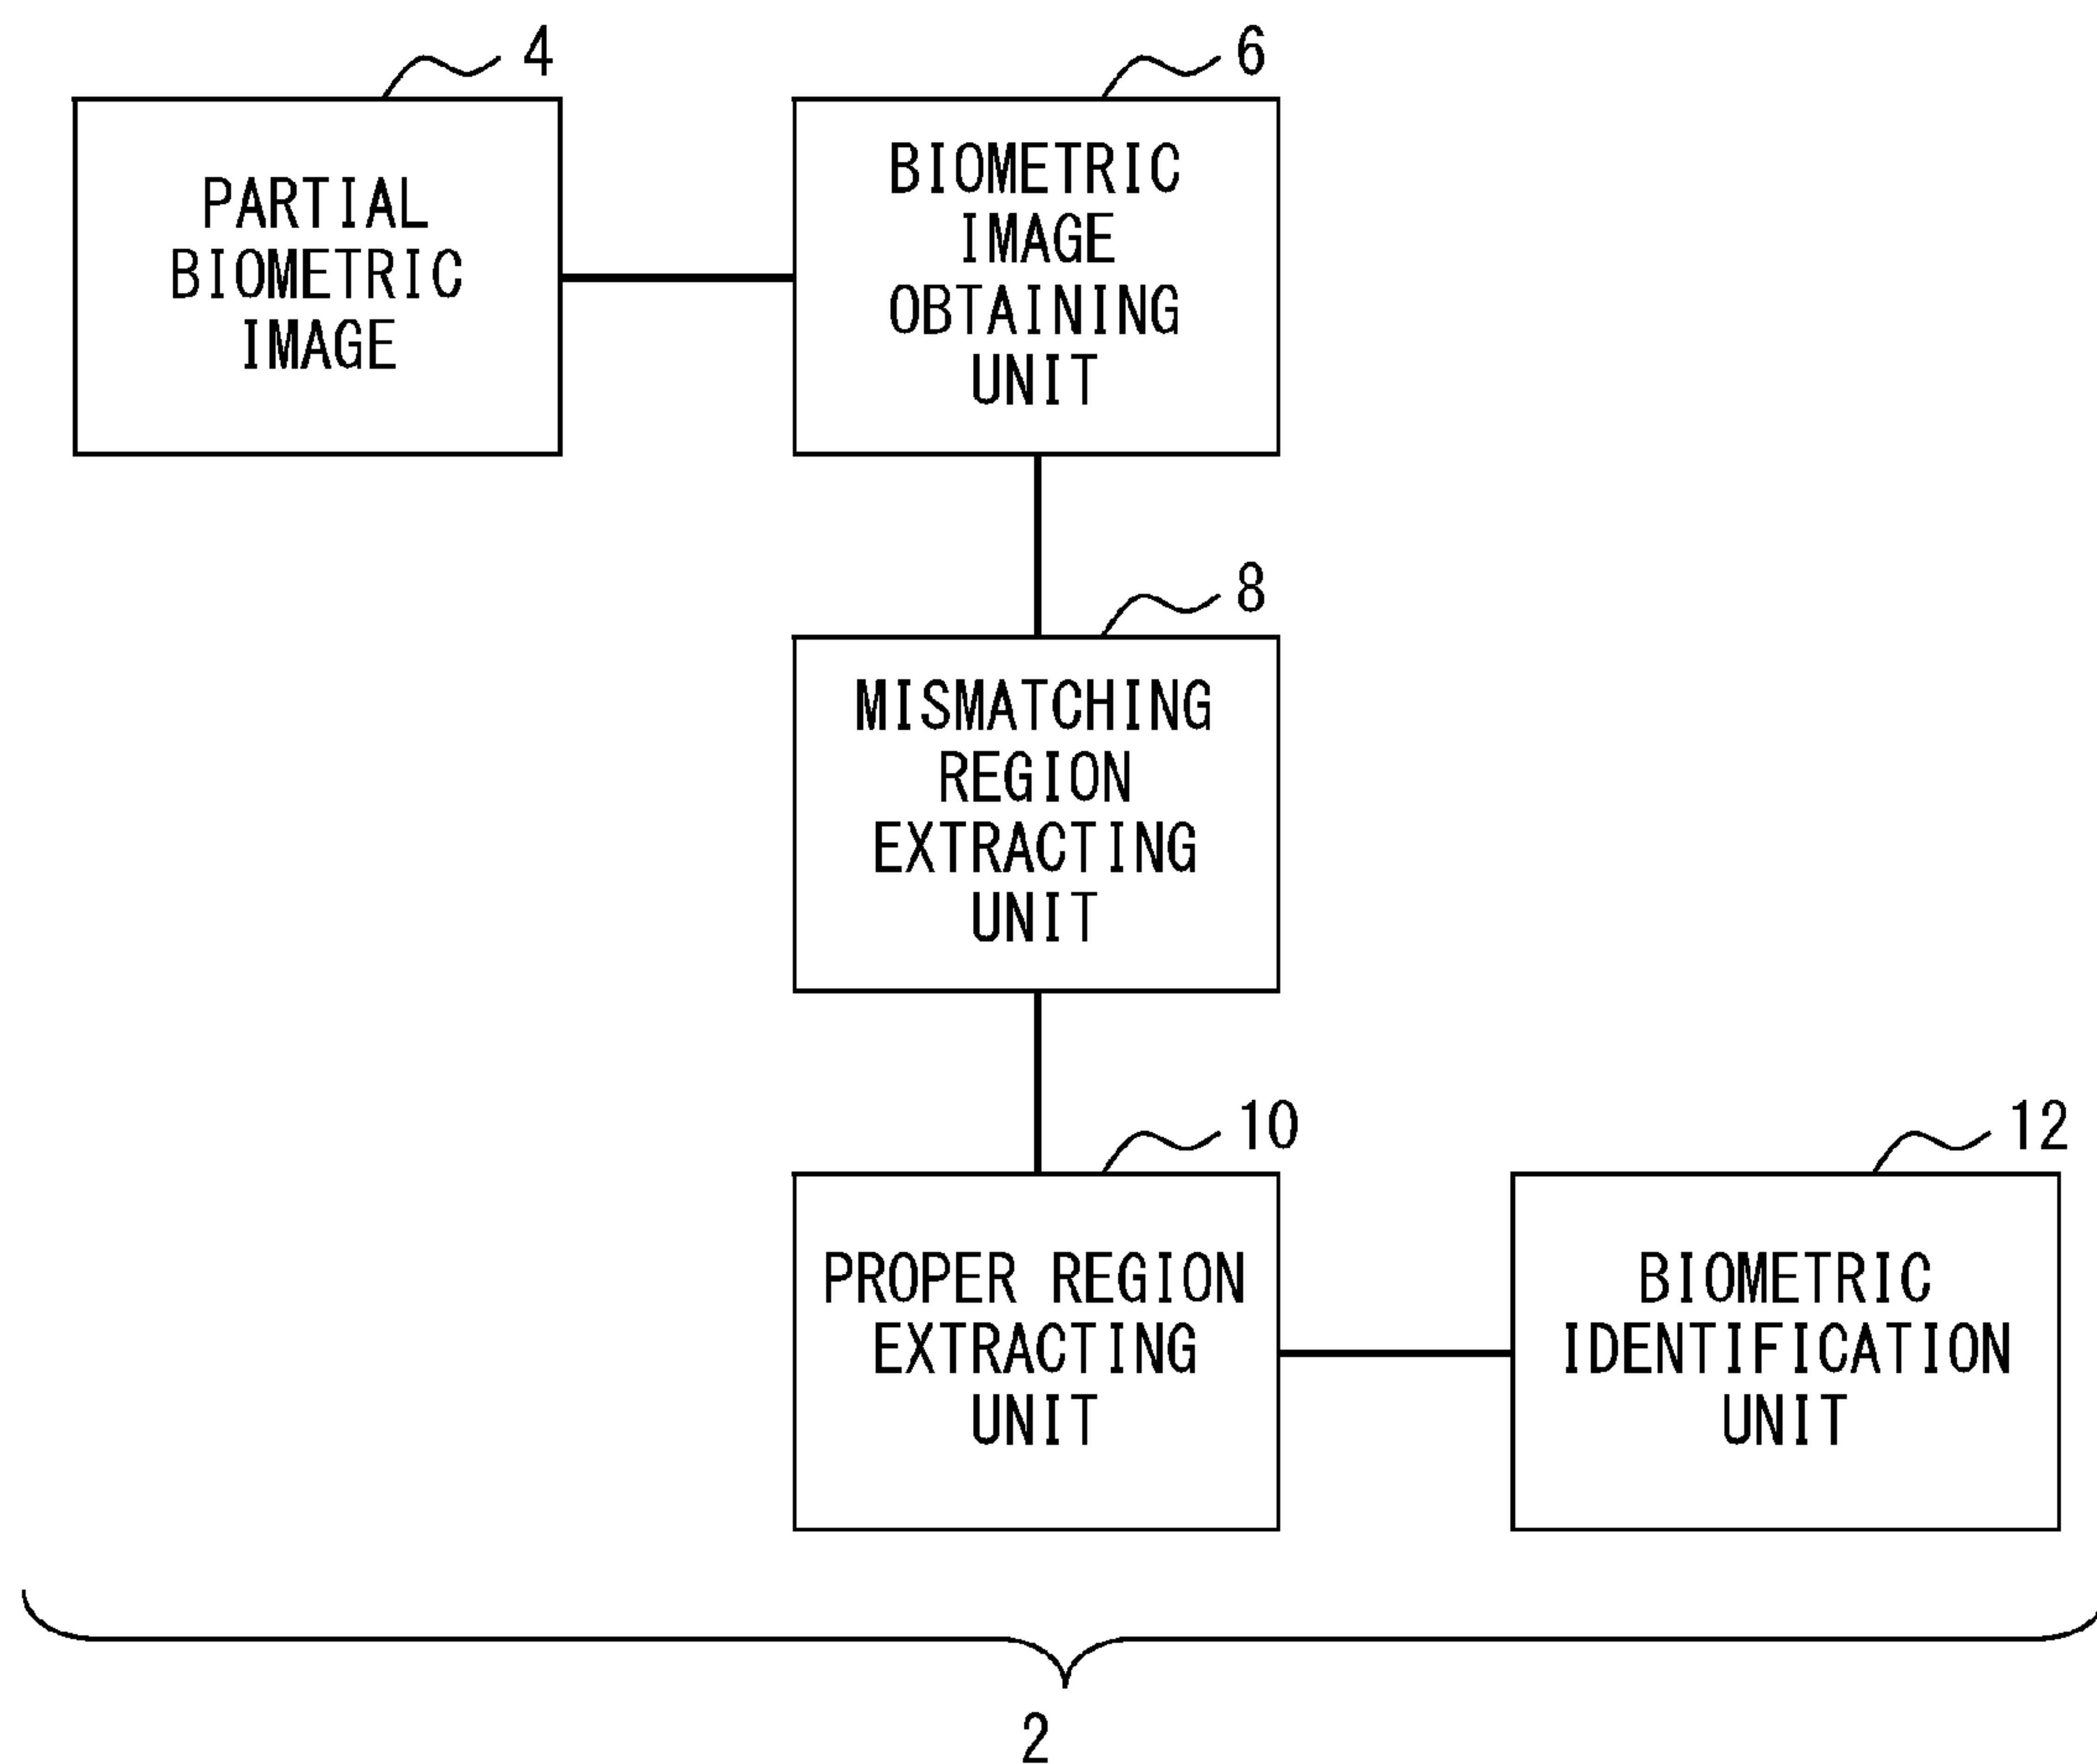 4
PARTIAL
BIOMETRIC
IMAGE
6
BIOMETRIC
IMAGE
OBTAINING
UNIT
8
MISMATCHING
REGION
EXTRACTING
UNIT
10
PROPER REGION
EXTRACTING
UNIT
12
BIOMETRIC
IDENTIFICATION
UNIT
2